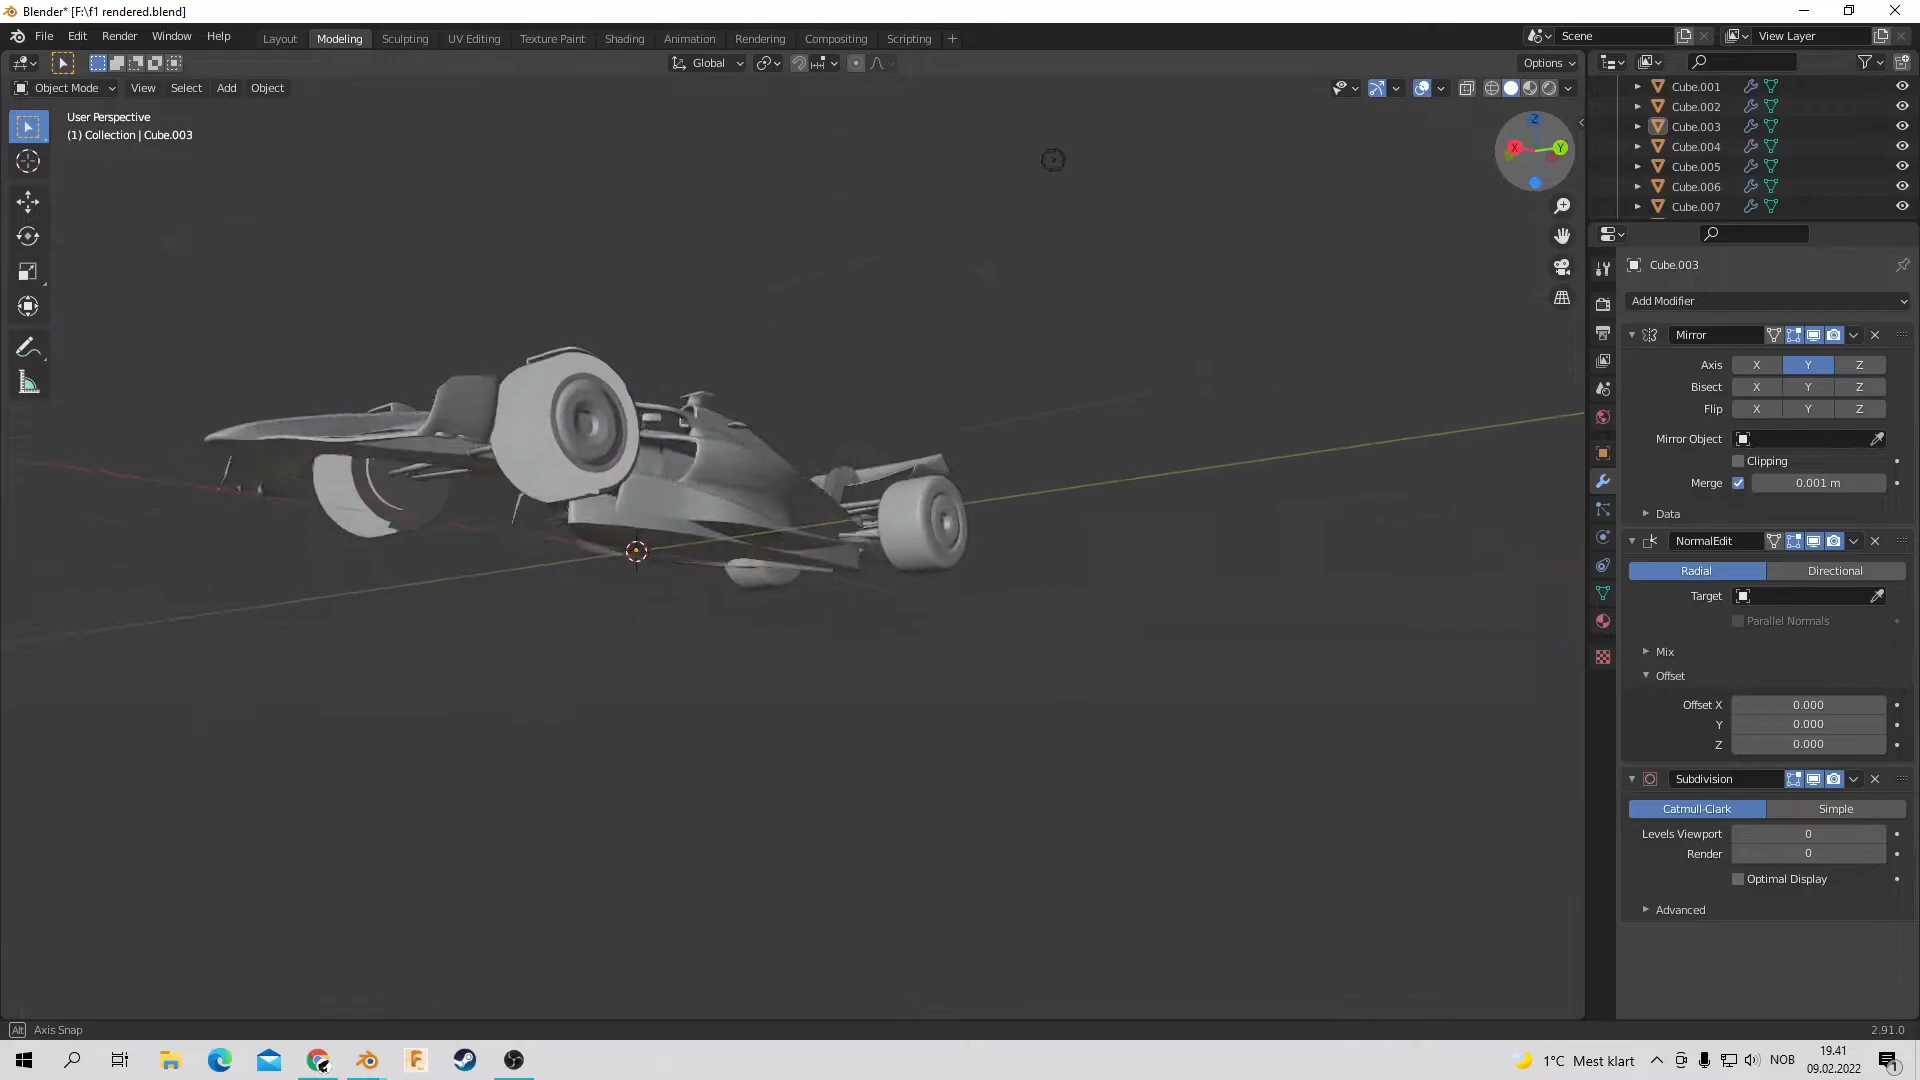 Blender* [F:\f1 rendered.blend]
File Edit Render Window Help
Layout Modeling Sculpting UV Editing Texture Paint Shading Animation Rendering Compositing Scripting +
Scene
View Layer
Global
Options
Object Mode View Select Add Object
User Perspective
(1) Collection | Cube.003
Z
X
Y
Cube.001
Cube.002
Cube.003
Cube.004
Cube.005
Cube.006
Cube.007
Cube.003
Add Modifier
Mirror
Axis X Y Z
Bisect X Y Z
Flip X Y Z
Mirror Object
Clipping
Merge 0.001 m
Data
NormalEdit
Radial Directional
Target
Parallel Normals
Mix
Offset
Offset X 0.000
Y 0.000
Z 0.000
Subdivision
Catmull-Clark Simple
Levels Viewport 0
Render 0
Optimal Display
Advanced
Alt Axis Snap
2.91.0
1°C Mest klart
NOB
19.41
09.02.2022
1